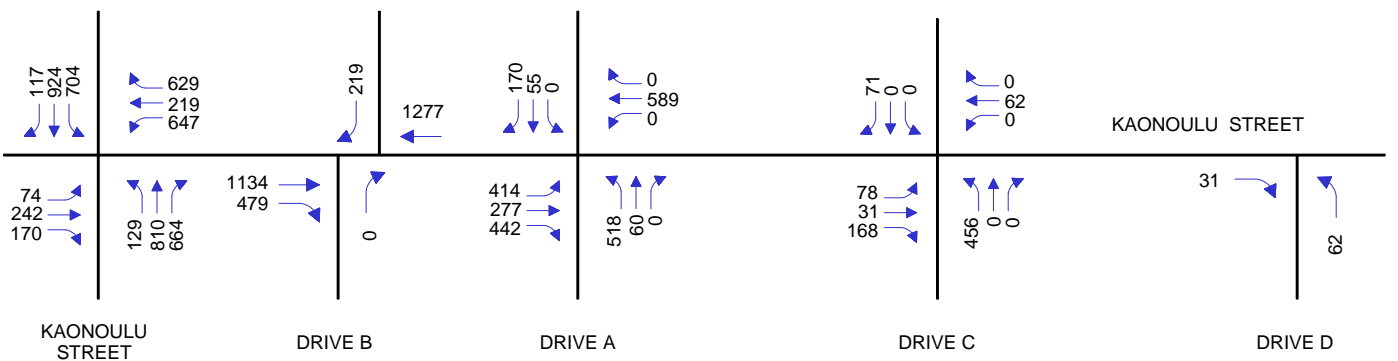 117 924 704
629
219
647
74
242
170
129 810 664
KAONOULU
STREET
219
1277
1134
479
0
DRIVE B
170 55 0
0
589
0
414
277
442
518 60 0
DRIVE A
71 0 0
0
62
0
78
31
168
456 0 0
DRIVE C
KAONOULU STREET
31
62
DRIVE D